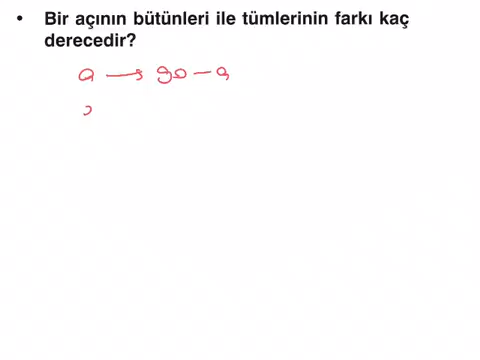 • Bir açının bütünleri ile tümlerinin farkı kaç
derecedir?
a → 90 - a